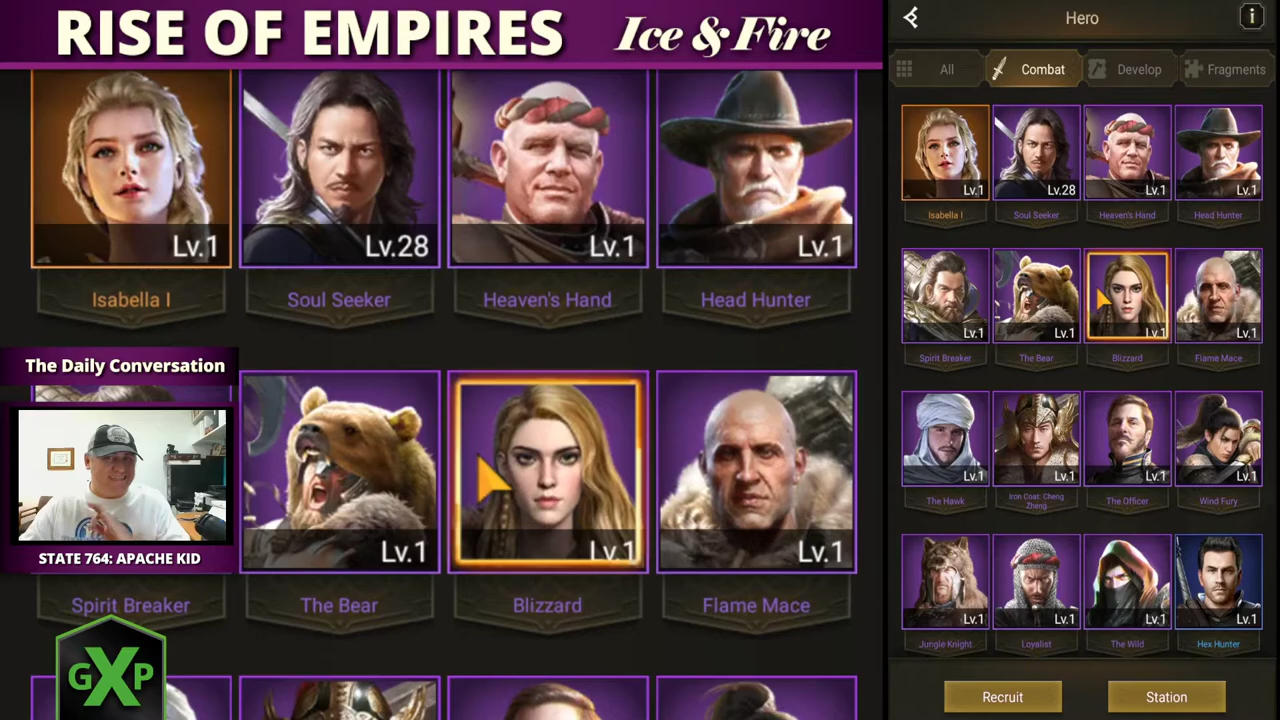 RISE OF EMPIRES Ice & Fire
Lv.1
Lv.28
Lv.1
Lv.1
Isabella I
Soul Seeker
Heaven's Hand
Head Hunter
The Daily Conversation
STATE 764: APACHE KID
Lv.1
Lv.1
Lv.1
Spirit Breaker
The Bear
Blizzard
Flame Mace
GXP
Hero
i
All
Combat
Develop
Fragments
Lv.1
Lv.28
Lv.1
Lv.1
Isabella I
Soul Seeker
Heaven's Hand
Head Hunter
Lv.1
Lv.1
Lv.1
Lv.1
Spirit Breaker
The Bear
Blizzard
Flame Mace
Lv.1
Lv.1
Lv.1
Lv.1
The Hawk
Iron Coat: Cheng
Zheng
The Officer
Wind Fury
Lv.1
Lv.1
Lv.1
Lv.1
Jungle Knight
Loyalist
The Wild
Hex Hunter
Recruit
Station